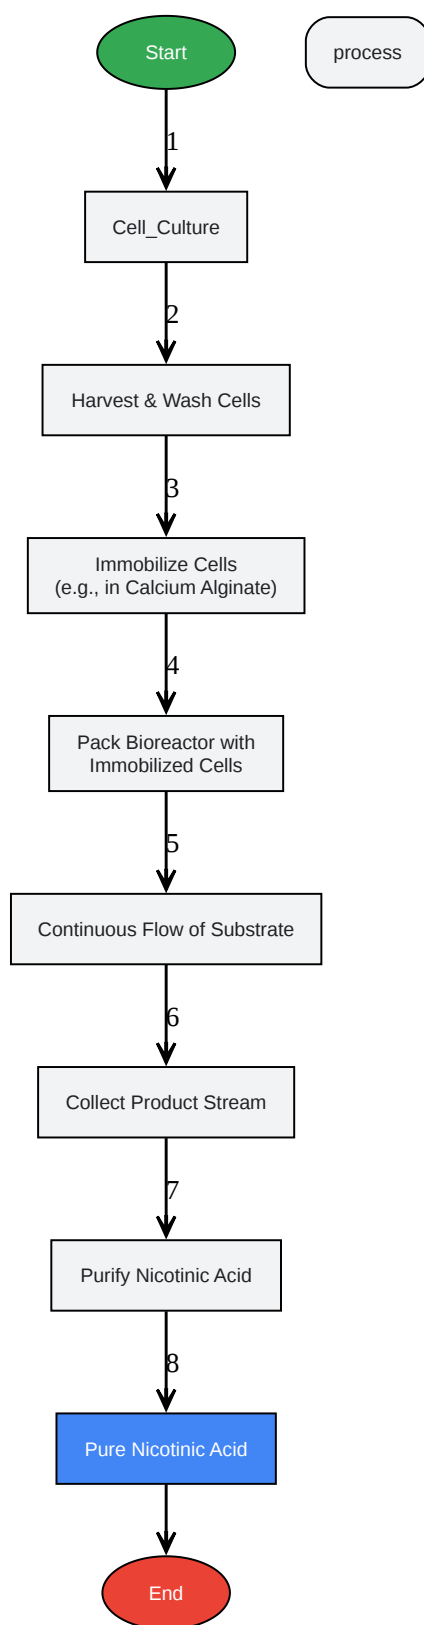 Start
process
1
Cell_Culture
2
Harvest & Wash Cells
3
Immobilize Cells
(e.g., in Calcium Alginate)
4
Pack Bioreactor with
Immobilized Cells
5
Continuous Flow of Substrate
6
Collect Product Stream
7
Purify Nicotinic Acid
8
Pure Nicotinic Acid
End